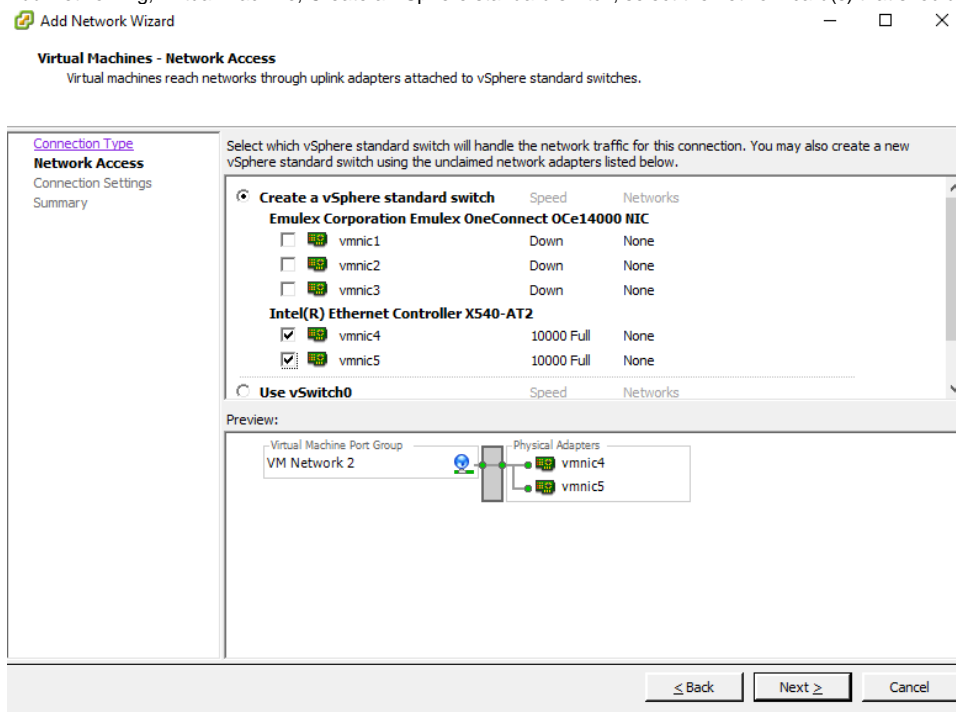 Add Network Wizard
Virtual Machines - Network Access
Virtual machines reach networks through uplink adapters attached to vSphere standard switches.
Connection Type
Network Access
Connection Settings
Summary
Select which vSphere standard switch will handle the network traffic for this connection. You may also create a new
vSphere standard switch using the unclaimed network adapters listed below.
Create a vSphere standard switch Speed Networks
Emulex Corporation Emulex OneConnect OCe14000 NIC
vmnic1 Down None
vmnic2 Down None
vmnic3 Down None
Intel(R) Ethernet Controller X540-AT2
vmnic4 10000 Full None
vmnic5 10000 Full None
Use vSwitch0 Speed Networks
Preview:
Virtual Machine Port Group Physical Adapters
VM Network 2 vmnic4
vmnic5
< Back Next > Cancel